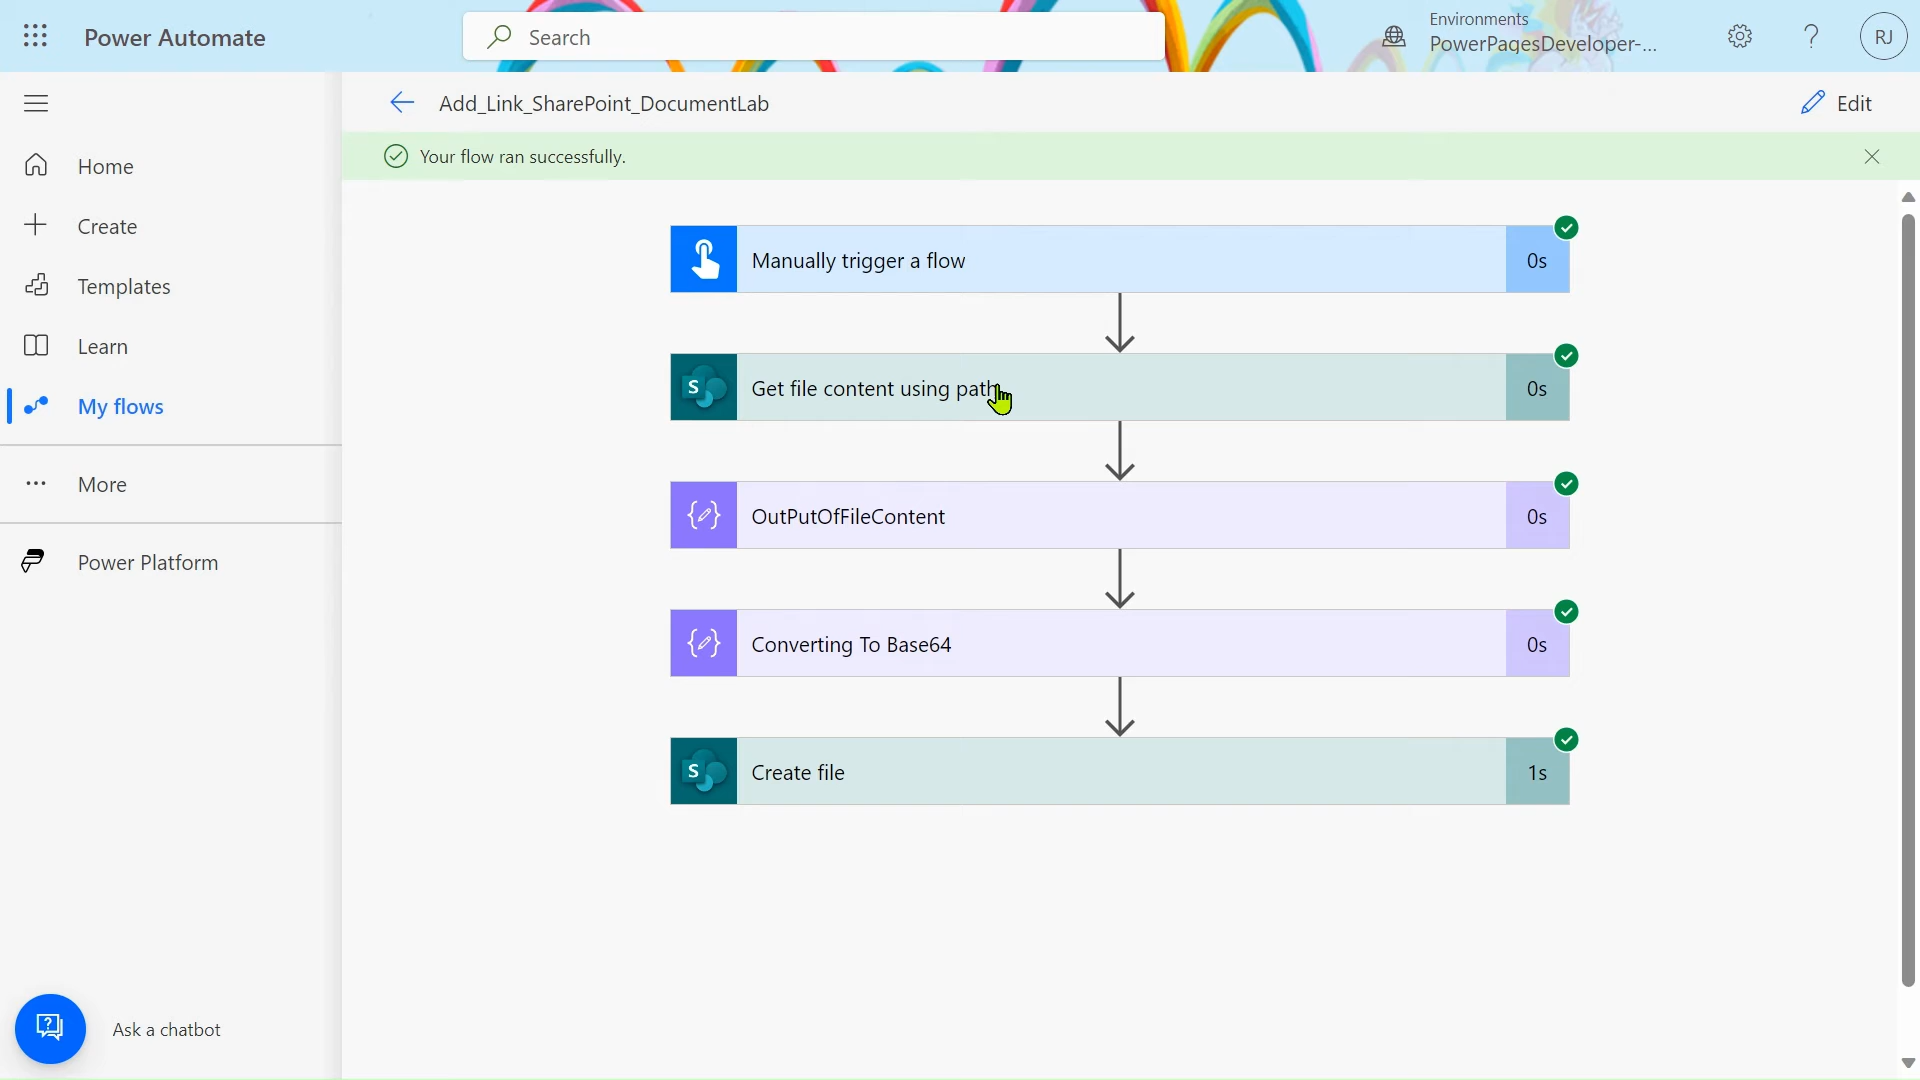 Power Automate
Search
Environments
PowerPagesDeveloper-...
RJ
Add_Link_SharePoint_DocumentLab
Edit
Your flow ran successfully.
Home
Create
Templates
Learn
My flows
More
Power Platform
Ask a chatbot
Manually trigger a flow
0s
Get file content using path
0s
OutPutOfFileContent
0s
Converting To Base64
0s
Create file
1s